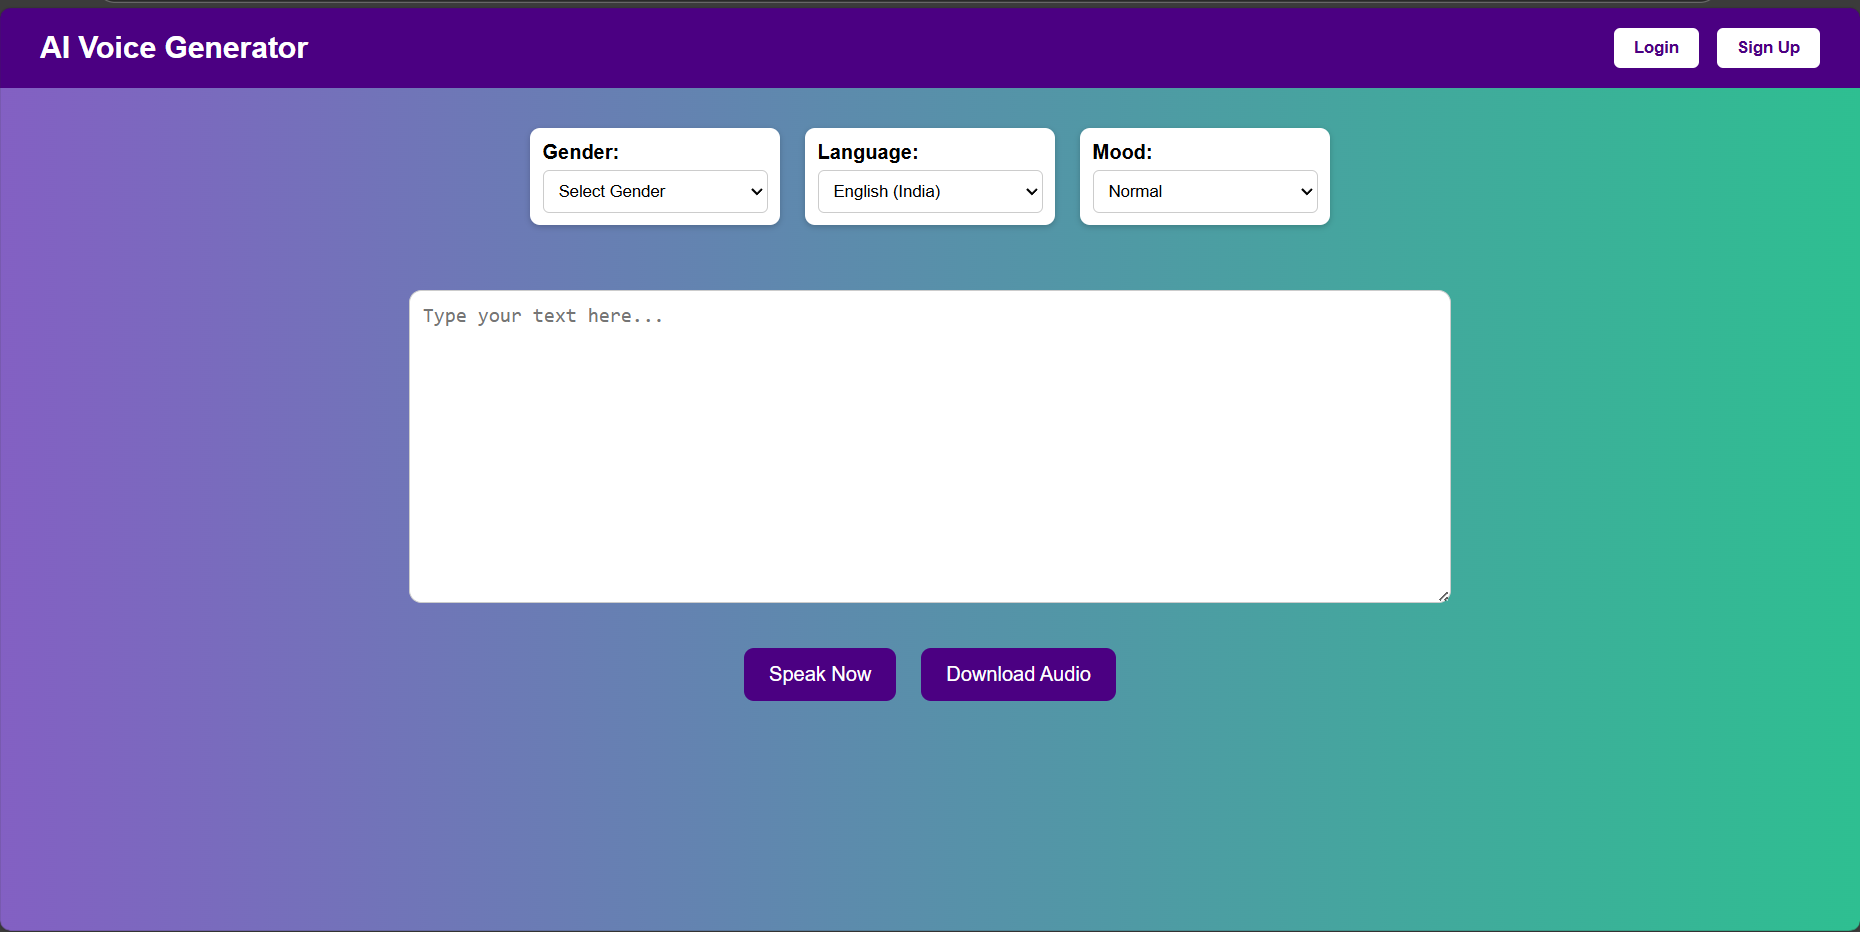 AI Voice Generator
Login
Sign Up
Gender:
Select Gender
Language:
English (India)
Mood:
Normal
Type your text here...
Speak Now
Download Audio